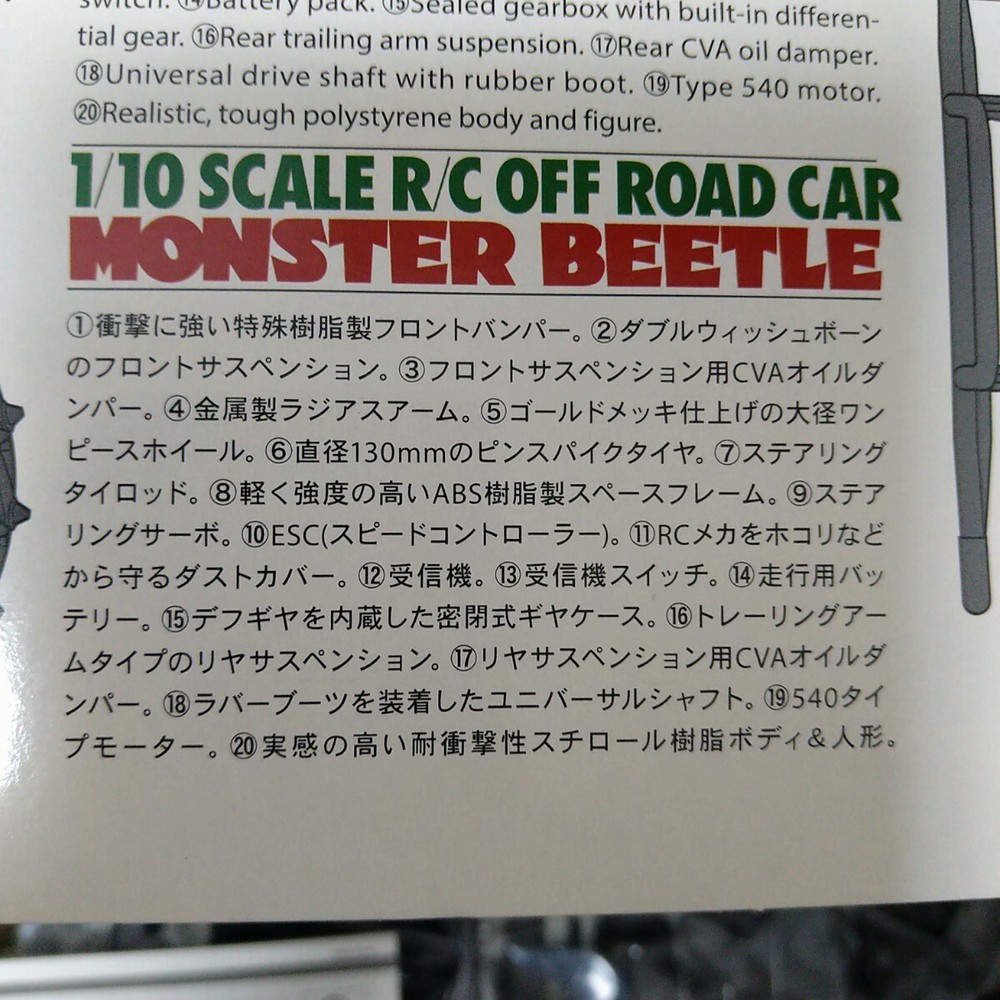 switch. ⑭Battery pack. ⑮Sealed gearbox with built-in differen-
tial gear. ⑯Rear trailing arm suspension. ⑰Rear CVA oil damper.
⑱Universal drive shaft with rubber boot. ⑲Type 540 motor.
⑳Realistic, tough polystyrene body and figure.
1/10 SCALE R/C OFF ROAD CAR
MONSTER BEETLE
①衝撃に強い特殊樹脂製フロントバンパー。②ダブルウィッシュボーン
のフロントサスペンション。③フロントサスペンション用CVAオイルダ
ンパー。④金属製ラジアスアーム。⑤ゴールドメッキ仕上げの大径ワン
ピースホイール。⑥直径130mmのピンスパイクタイヤ。⑦ステアリング
タイロッド。⑧軽く強度の高いABS樹脂製スペースフレーム。⑨ステア
リングサーボ。⑩ESC(スピードコントローラー)。⑪RCメカをホコリなど
から守るダストカバー。⑫受信機。⑬受信機スイッチ。⑭走行用バッ
テリー。⑮デフギヤを内蔵した密閉式ギヤケース。⑯トレーリングアー
ムタイプのリヤサスペンション。⑰リヤサスペンション用CVAオイルダ
ンパー。⑱ラバーブーツを装着したユニバーサルシャフト。⑲540タイ
プモーター。⑳実感の高い耐衝撃性スチロール樹脂ボディ&人形。